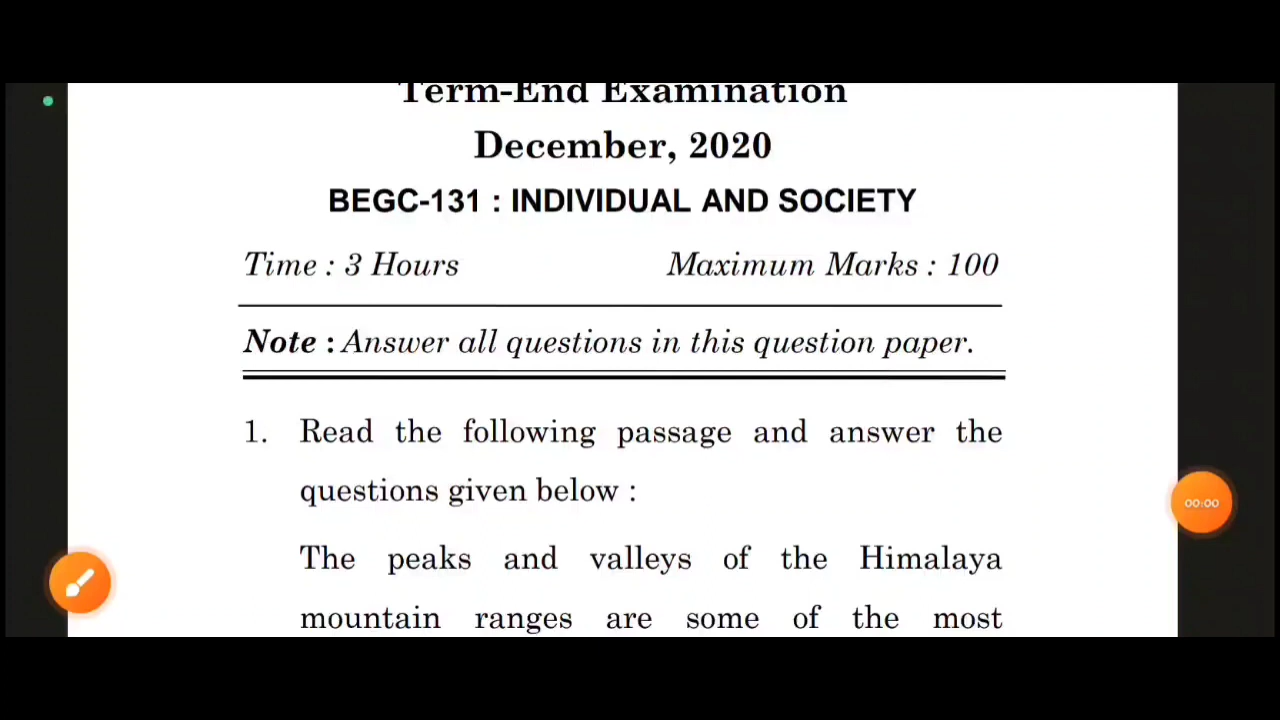 Term-End Examination
December, 2020
BEGC-131 : INDIVIDUAL AND SOCIETY
Time : 3 Hours Maximum Marks : 100
Note : Answer all questions in this question paper.
1. Read the following passage and answer the
questions given below :
The peaks and valleys of the Himalaya
mountain ranges are some of the most
00:00